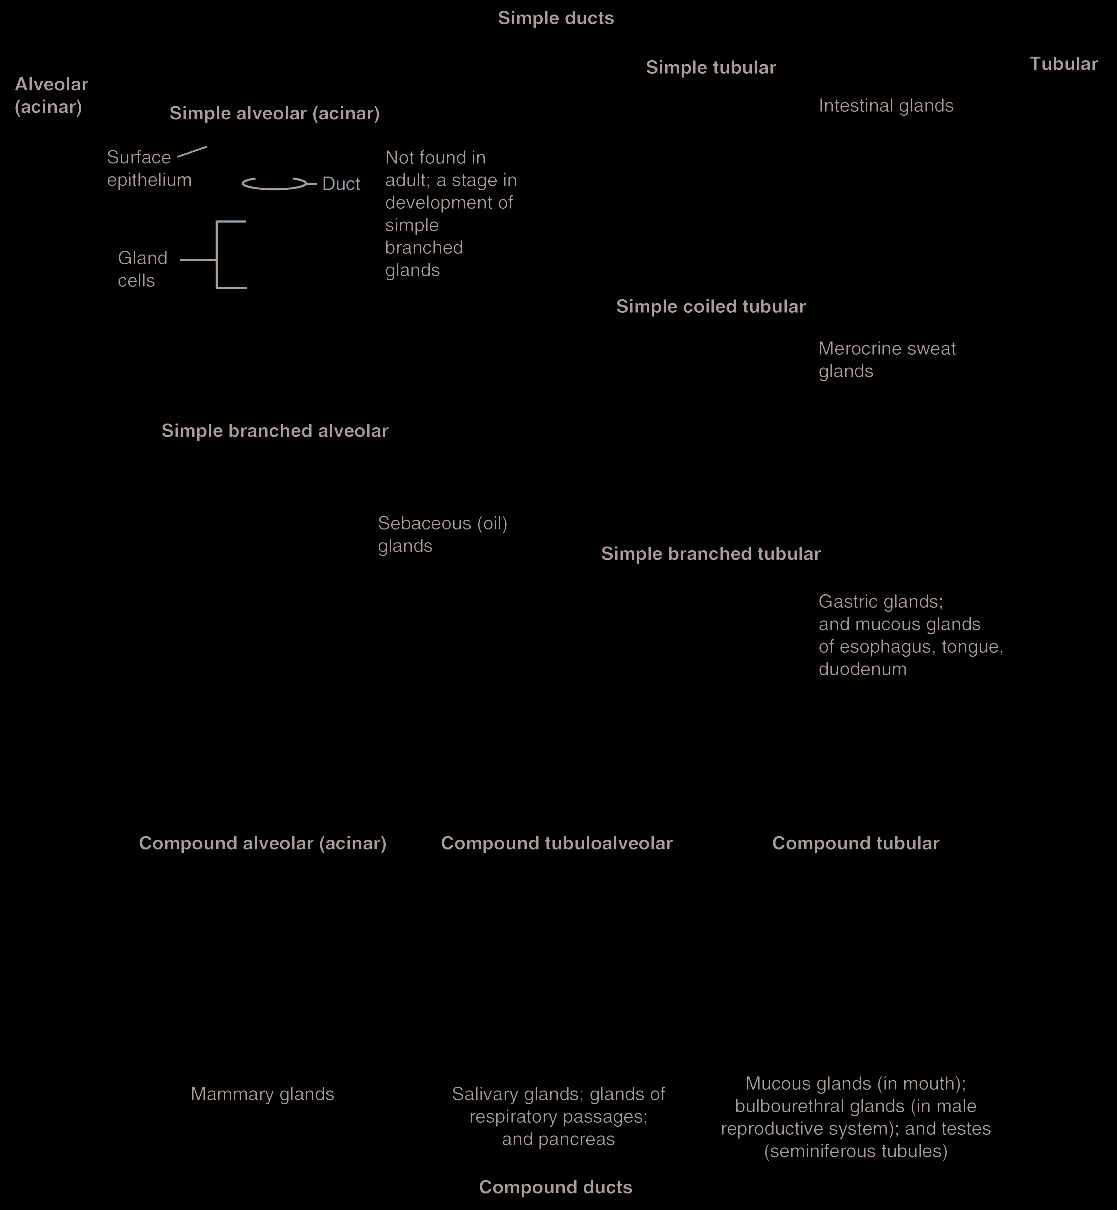 Simple ducts
Alveolar
(acinar)
Simple tubular
Tubular
Intestinal glands
Simple alveolar (acinar)
Surface
epithelium
Duct
Gland
cells
Not found in
adult; a stage in
development of
simple
branched
glands
Simple coiled tubular
Merocrine sweat
glands
Simple branched alveolar
Sebaceous (oil)
glands
Simple branched tubular
Gastric glands;
and mucous glands
of esophagus, tongue,
duodenum
Compound alveolar (acinar)
Mammary glands
Compound tubuloalveolar
Salivary glands; glands of
respiratory passages;
and pancreas
Compound tubular
Mucous glands (in mouth);
bulbourethral glands (in male
reproductive system); and testes
(seminiferous tubules)
Compound ducts